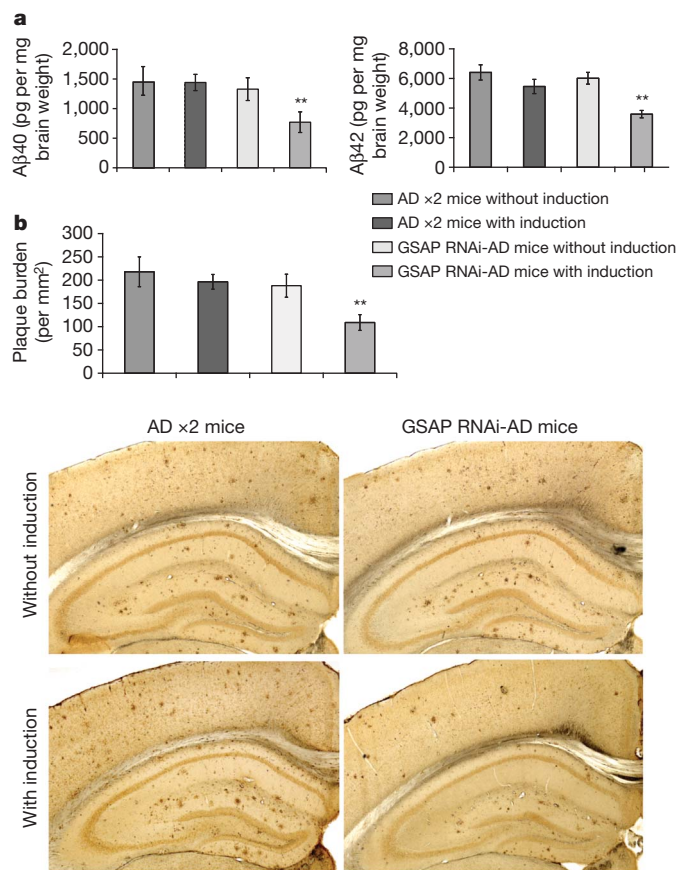 a
Aβ40 (pg per mg
brain weight)
2,000
1,500
1,000
500
0
**
Aβ42 (pg per mg
brain weight)
8,000
6,000
4,000
2,000
0
**
AD ×2 mice without induction
AD ×2 mice with induction
GSAP RNAi-AD mice without induction
GSAP RNAi-AD mice with induction
b
Plaque burden
(per mm²)
300
250
200
150
100
50
0
**
AD ×2 mice
GSAP RNAi-AD mice
Without induction
With induction